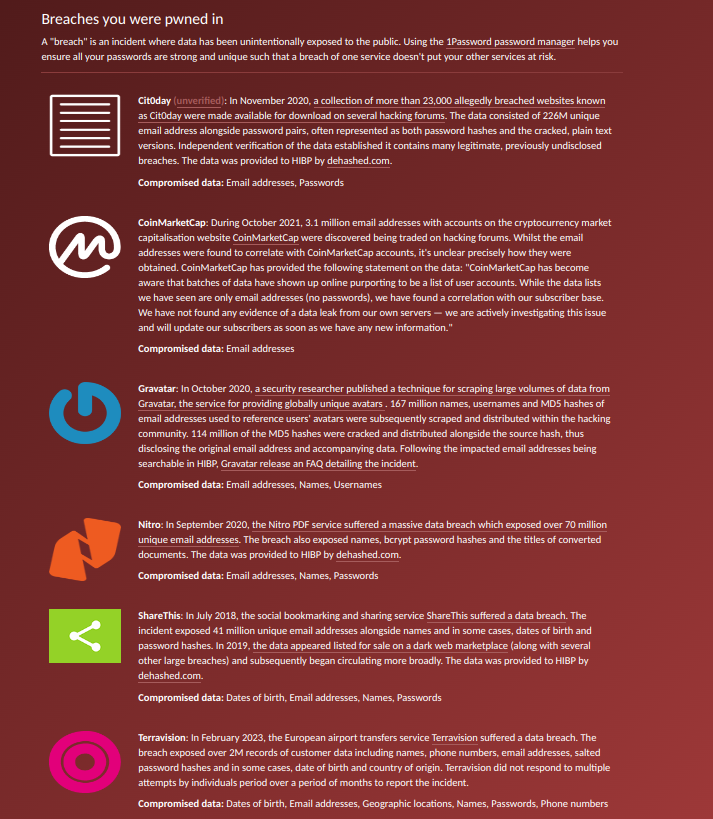 Breaches you were pwned in
A "breach" is an incident where data has been unintentionally exposed to the public. Using the 1Password password manager helps you
ensure all your passwords are strong and unique such that a breach of one service doesn't put your other services at risk.
Cit0day (unverified): In November 2020, a collection of more than 23,000 allegedly breached websites known
as Cit0day were made available for download on several hacking forums. The data consisted of 226M unique
email address alongside password pairs, often represented as both password hashes and the cracked, plain text
versions. Independent verification of the data established it contains many legitimate, previously undisclosed
breaches. The data was provided to HIBP by dehashed.com.
Compromised data: Email addresses, Passwords
CoinMarketCap: During October 2021, 3.1 million email addresses with accounts on the cryptocurrency market
capitalisation website CoinMarketCap were discovered being traded on hacking forums. Whilst the email
addresses were found to correlate with CoinMarketCap accounts, it's unclear precisely how they were
obtained. CoinMarketCap has provided the following statement on the data: "CoinMarketCap has become
aware that batches of data have shown up online purporting to be a list of user accounts. While the data lists
we have seen are only email addresses (no passwords), we have found a correlation with our subscriber base.
We have not found any evidence of a data leak from our own servers — we are actively investigating this issue
and will update our subscribers as soon as we have any new information."
Compromised data: Email addresses
Gravatar: In October 2020, a security researcher published a technique for scraping large volumes of data from
Gravatar, the service for providing globally unique avatars . 167 million names, usernames and MD5 hashes of
email addresses used to reference users' avatars were subsequently scraped and distributed within the hacking
community. 114 million of the MD5 hashes were cracked and distributed alongside the source hash, thus
disclosing the original email address and accompanying data. Following the impacted email addresses being
searchable in HIBP, Gravatar release an FAQ detailing the incident.
Compromised data: Email addresses, Names, Usernames
Nitro: In September 2020, the Nitro PDF service suffered a massive data breach which exposed over 70 million
unique email addresses. The breach also exposed names, bcrypt password hashes and the titles of converted
documents. The data was provided to HIBP by dehashed.com.
Compromised data: Email addresses, Names, Passwords
ShareThis: In July 2018, the social bookmarking and sharing service ShareThis suffered a data breach. The
incident exposed 41 million unique email addresses alongside names and in some cases, dates of birth and
password hashes. In 2019, the data appeared listed for sale on a dark web marketplace (along with several
other large breaches) and subsequently began circulating more broadly. The data was provided to HIBP by
dehashed.com.
Compromised data: Dates of birth, Email addresses, Names, Passwords
Terravision: In February 2023, the European airport transfers service Terravision suffered a data breach. The
breach exposed over 2M records of customer data including names, phone numbers, email addresses, salted
password hashes and in some cases, date of birth and country of origin. Terravision did not respond to multiple
attempts by individuals period over a period of months to report the incident.
Compromised data: Dates of birth, Email addresses, Geographic locations, Names, Passwords, Phone numbers